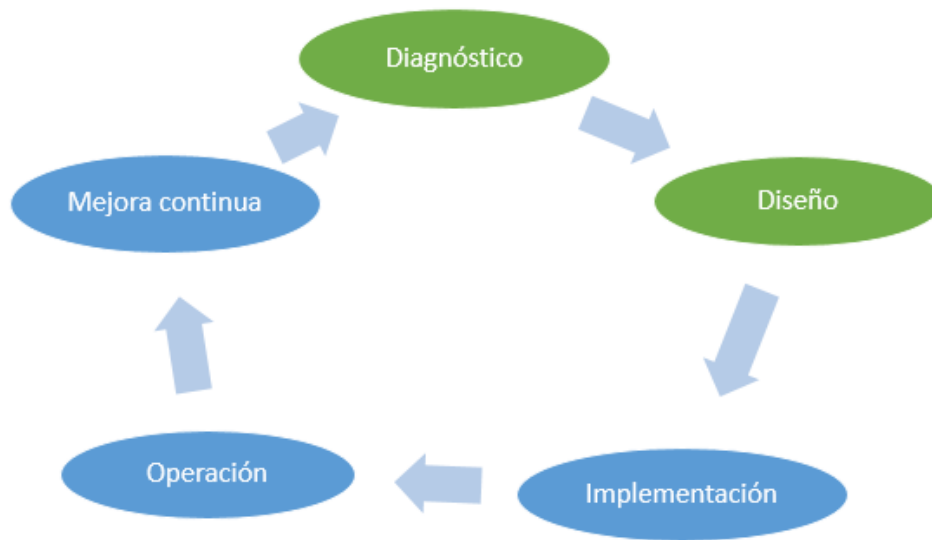 Diagnóstico
Diseño
Implementación
Operación
Mejora continua